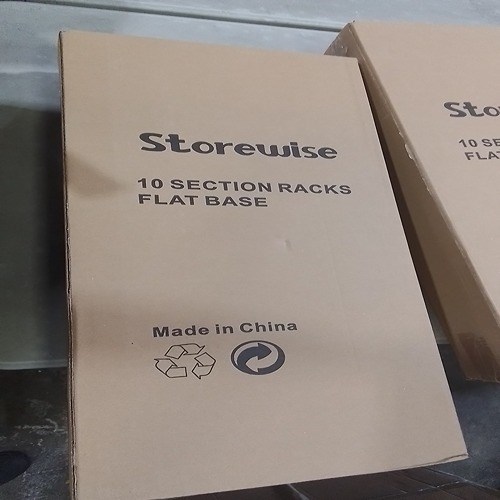 Storewise
10 SECTION RACKS
FLAT BASE
Made in China